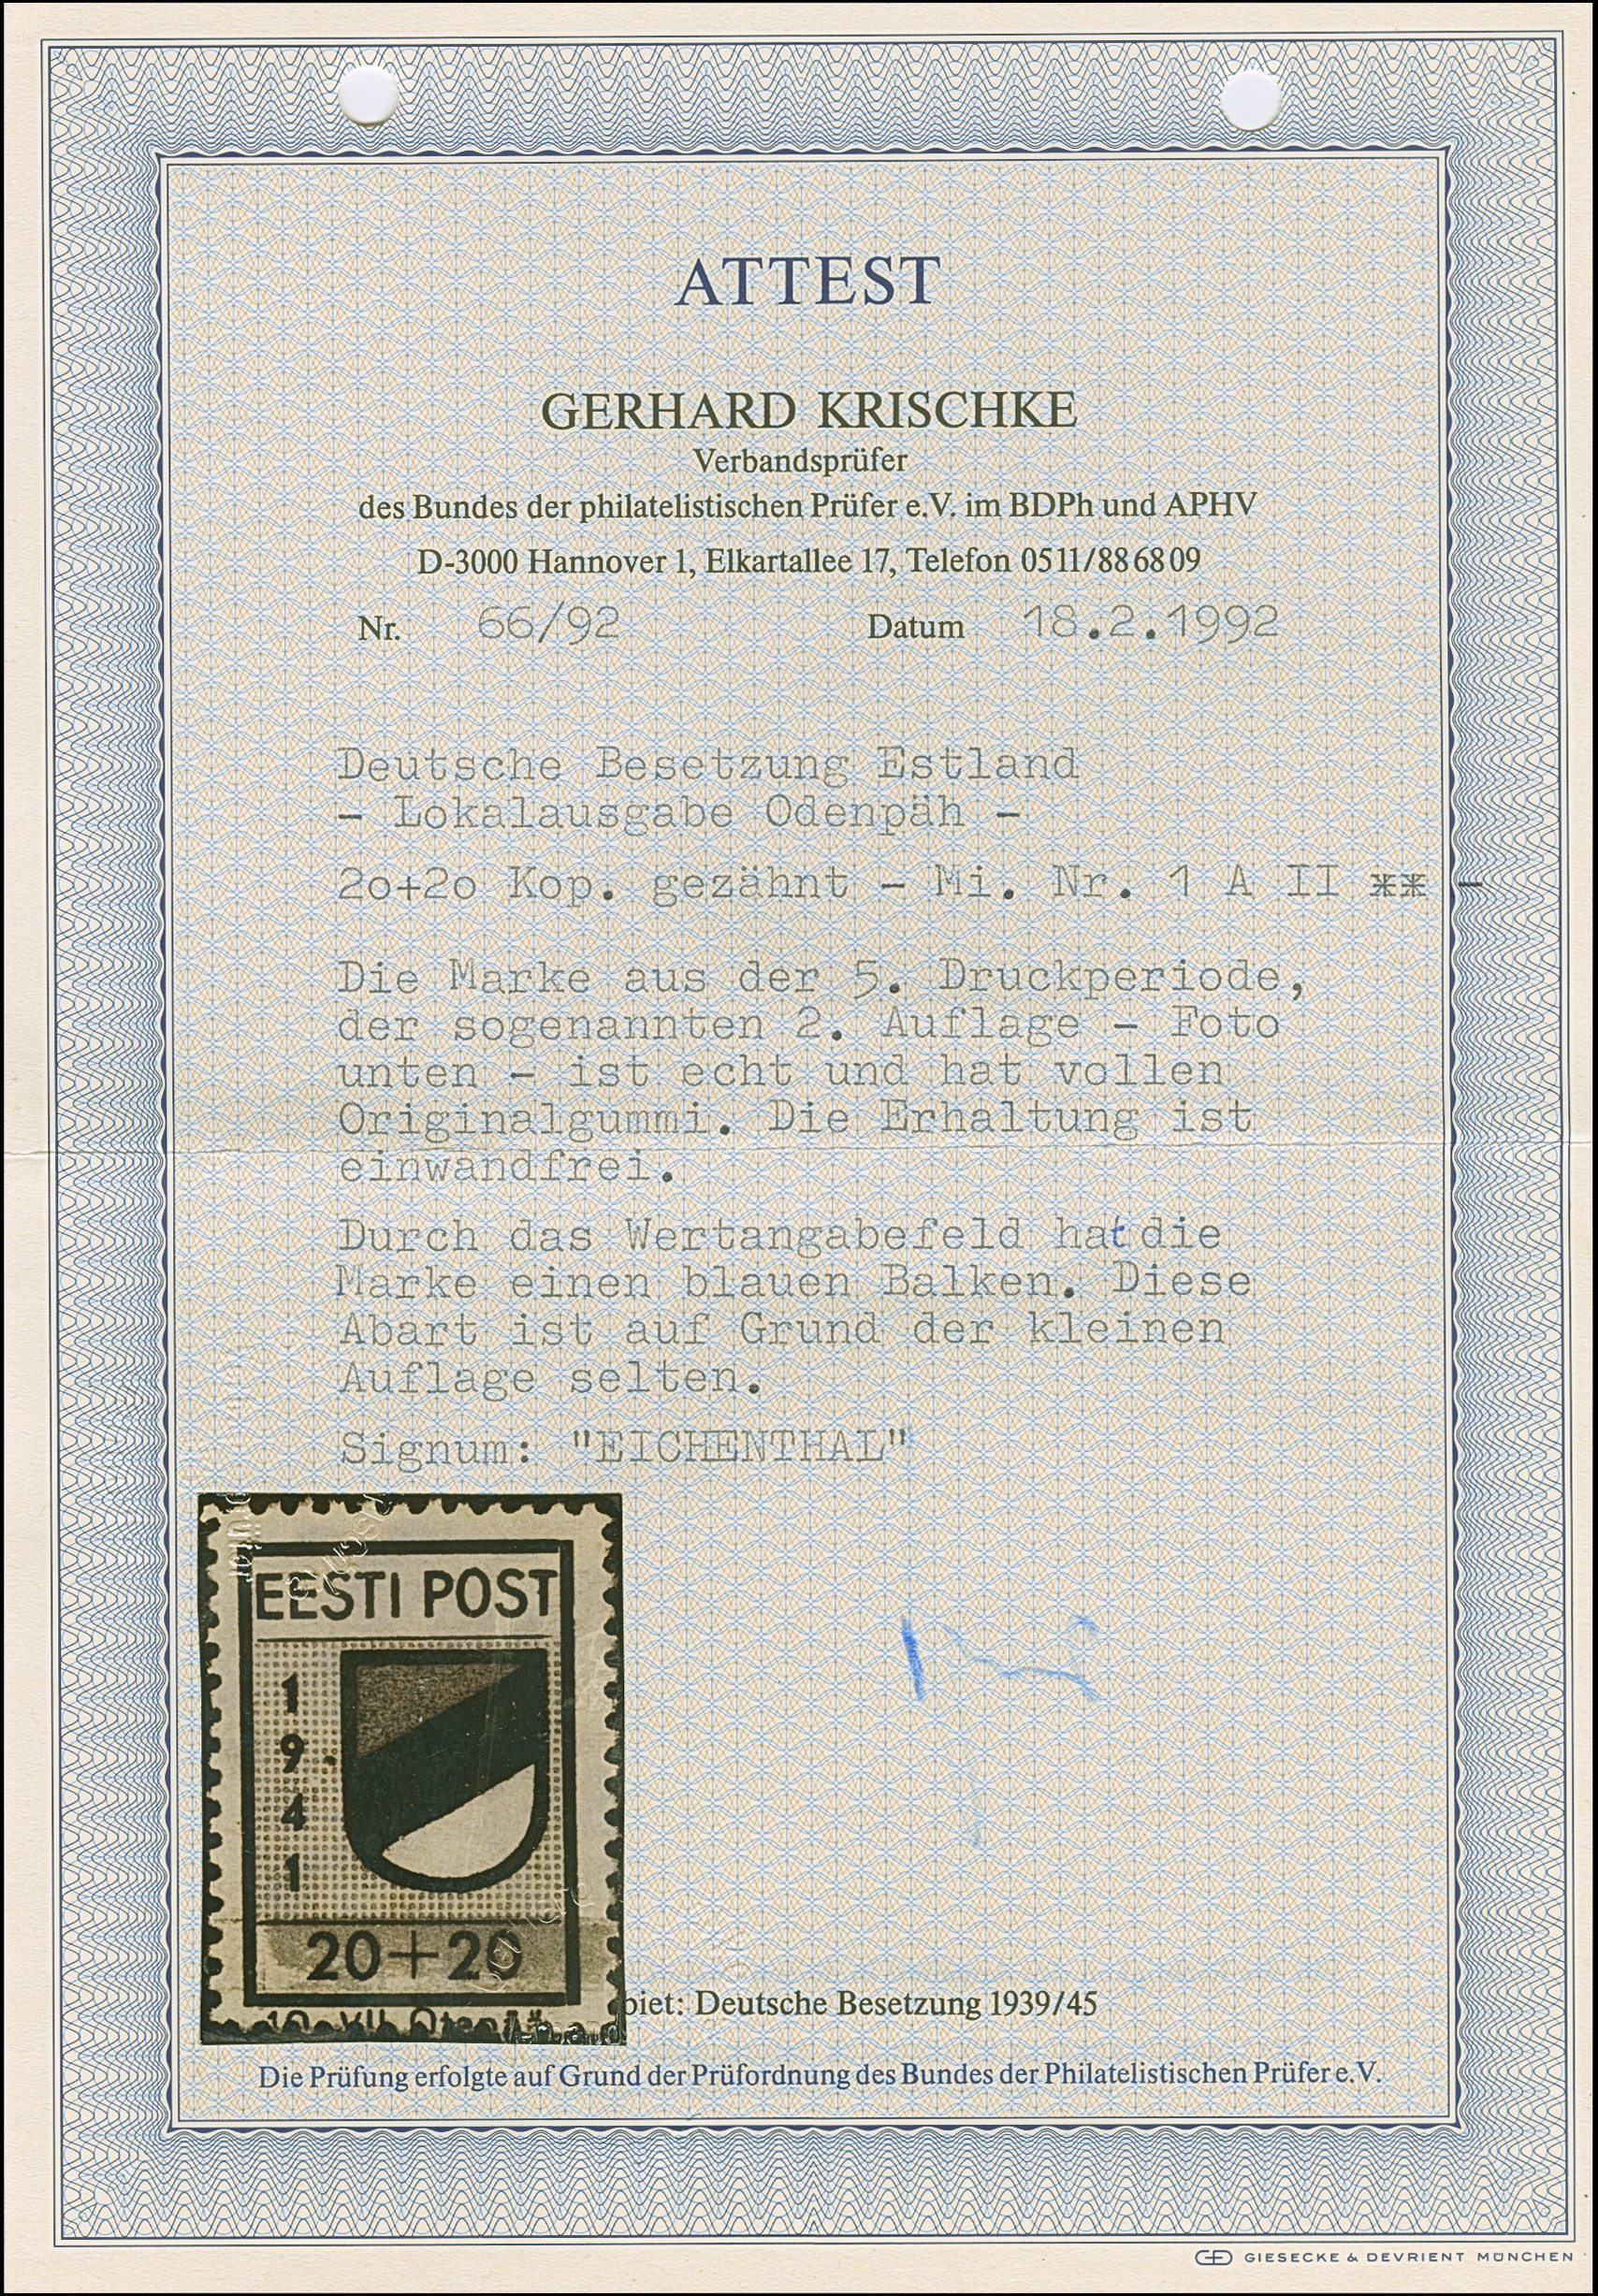 ATTEST
GERHARD KRISCHKE
Verbandsprüfer
des Bundes der philatelistischen Prüfer e.V. im BDPh und APHV
D-3000 Hannover 1, Elkartallee 17, Telefon 0511/886809
Nr. 66/92 Datum 18.2.1992
Deutsche Besetzung Estland
- Lokalausgabe Odenpäh -
2o+2o Kop. gezähnt - Mi. Nr. 1 A II ** -
Die Marke aus der 5. Druckperiode,
der sogenannten 2. Auflage - Foto
unten - ist echt und hat vollen
Originalgummi. Die Erhaltung ist
einwandfrei.
Durch das Wertangabefeld hat die
Marke einen blauen Balken. Diese
Abart ist auf Grund der kleinen
Auflage selten.
Signum: "EICHENTHAL"
EESTI POST
1
9
4
1
20+20
biet: Deutsche Besetzung 1939/45
Die Prüfung erfolgte auf Grund der Prüfordnung des Bundes der Philatelistischen Prüfer e.V.
GIESECKE & DEVRIENT MÜNCHEN